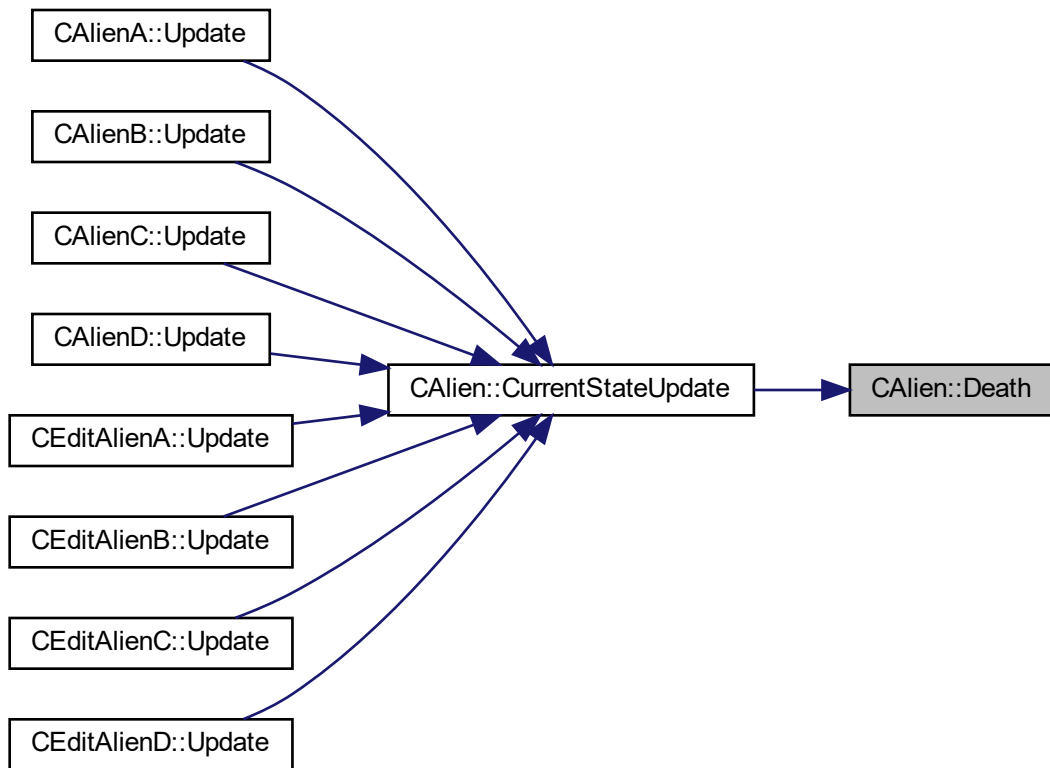 CAlienA::Update
CAlienB::Update
CAlienC::Update
CAlienD::Update
CAlien::CurrentStateUpdate
CAlien::Death
CEditAlienA::Update
CEditAlienB::Update
CEditAlienC::Update
CEditAlienD::Update